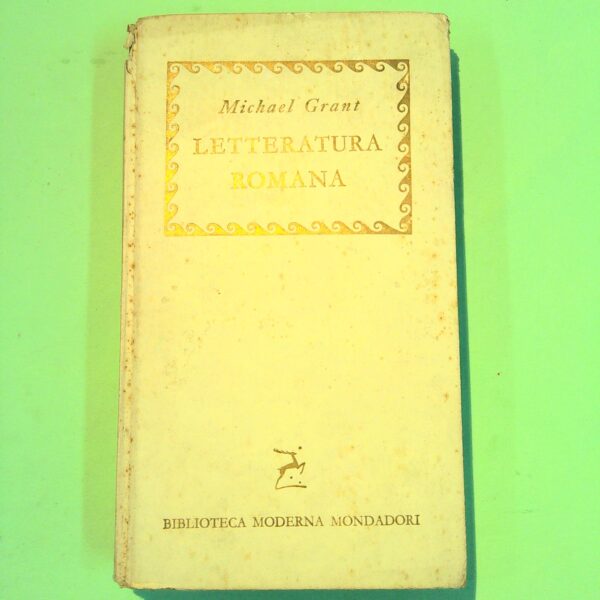 Michael Grant
LETTERATURA
ROMANA
BIBLIOTECA MODERNA MONDADORI